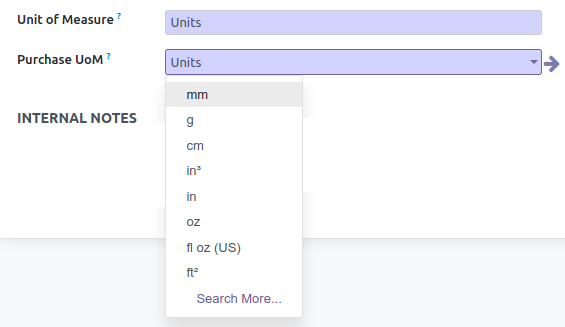 Unit of Measure ? Units
Purchase UoM ? Units
mm
INTERNAL NOTES
g
cm
in³
in
oz
fl oz (US)
ft²
Search More...